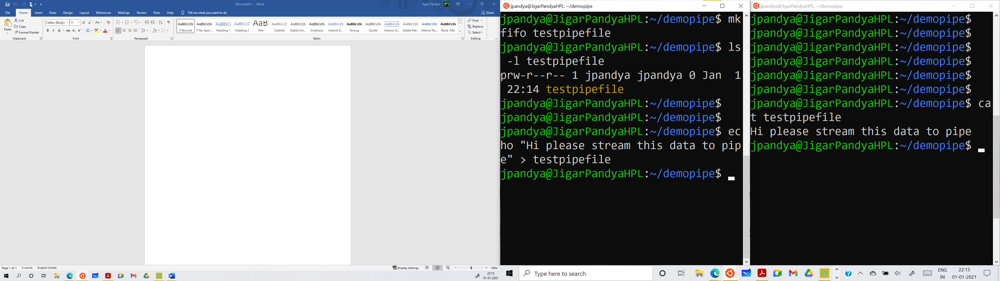 Document1 - Word
Jigar Pandya
File Home Insert Draw Design Layout References Mailings Review View Help Tell me what you want to do
Share
Paste
Cut
Copy
Format Painter
Clipboard
Calibri (Body) 11
Font
Paragraph
AaBbCcDc AaBbCcDc AaBbCc AaBbCcD AaB AaBbCcD AaBbCcDc AaBbCcDc AaBbCcDc AaBbCcDc AaBbCcDc AaBbCcDc AaBbCcDc AaBbCcDc AaBbCcDc
¶ Normal ¶ No Spac... Heading 1 Heading 2 Title Subtitle Subtle Em... Emphasis Intense E... Strong Quote Intense Q... Subtle Ref... Intense Re... Book Title
Styles
Find
Replace
Select
Editing
Page 1 of 1 0 words English (India)
Display Settings
100%
22:15
01-01-2021
jpandya@JigarPandyaHPL: ~/demopipe
jpandya@JigarPandyaHPL:~/demopipe$ mk
fifo testpipefile
jpandya@JigarPandyaHPL:~/demopipe$ ls
 -l testpipefile
prw-r--r-- 1 jpandya jpandya 0 Jan  1
 22:14 testpipefile
jpandya@JigarPandyaHPL:~/demopipe$
jpandya@JigarPandyaHPL:~/demopipe$
jpandya@JigarPandyaHPL:~/demopipe$ ec
ho "Hi please stream this data to pip
e" > testpipefile
jpandya@JigarPandyaHPL:~/demopipe$
jpandya@JigarPandyaHPL: ~/demopipe
jpandya@JigarPandyaHPL:~/demopipe$
jpandya@JigarPandyaHPL:~/demopipe$
jpandya@JigarPandyaHPL:~/demopipe$
jpandya@JigarPandyaHPL:~/demopipe$
jpandya@JigarPandyaHPL:~/demopipe$
jpandya@JigarPandyaHPL:~/demopipe$
jpandya@JigarPandyaHPL:~/demopipe$ ca
t testpipefile
Hi please stream this data to pipe
jpandya@JigarPandyaHPL:~/demopipe$
Type here to search
ENG
IN
22:15
01-01-2021